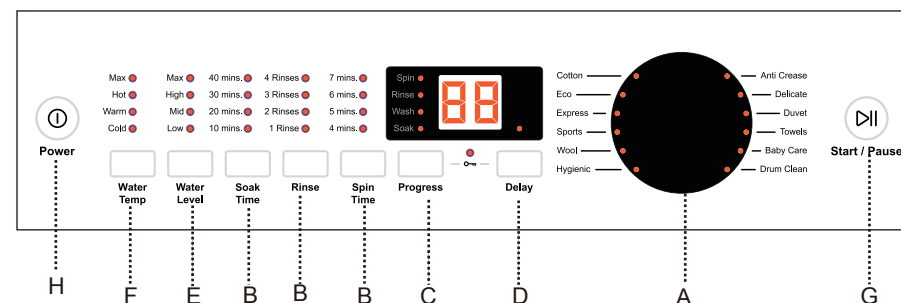 Max Max 40 mins. 4 Rinses 7 mins. Spin
Hot High 30 mins. 3 Rinses 6 mins. Rinse
Warm Mid 20 mins. 2 Rinses 5 mins. Wash
Cold Low 10 mins. 1 Rinse 4 mins. Soak
88
Cotton Anti Crease
Eco Delicate
Express Duvet
Sports Towels
Wool Baby Care
Hygienic Drum Clean
Power
Water Temp
Water Level
Soak Time
Rinse
Spin Time
Progress
Delay
Start / Pause
H F E B B B C D A G